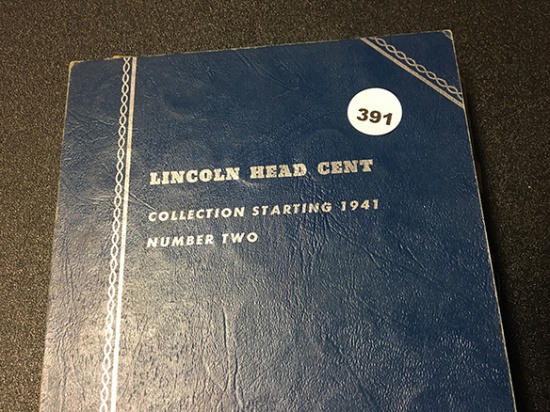 391
LINCOLN HEAD CENT
COLLECTION STARTING 1941
NUMBER TWO